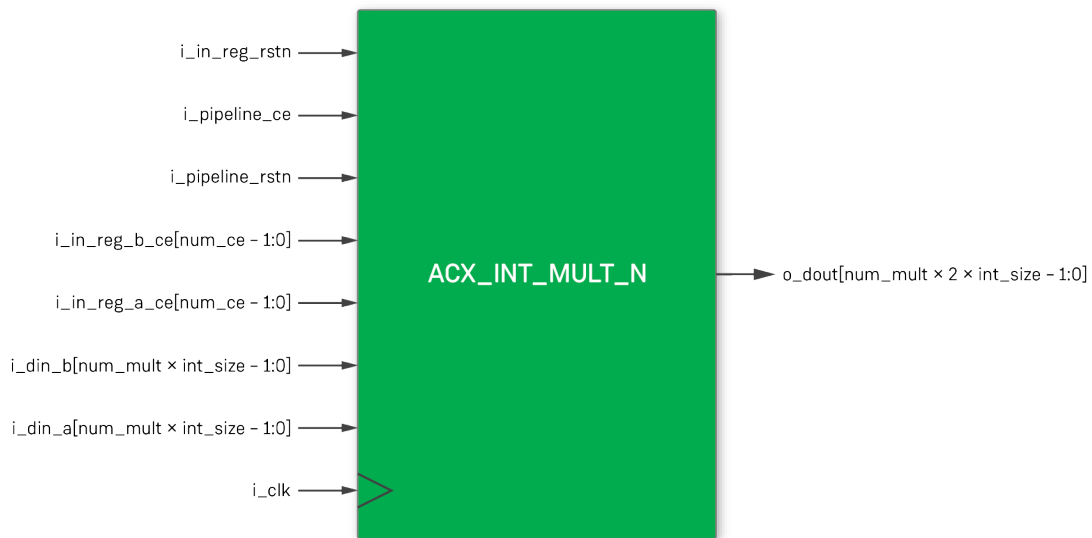 i_in_reg_rstn
i_pipeline_ce
i_pipeline_rstn
i_in_reg_b_ce[num_ce – 1:0]
i_in_reg_a_ce[num_ce – 1:0]
i_din_b[num_mult × int_size – 1:0]
i_din_a[num_mult × int_size – 1:0]
i_clk
ACX_INT_MULT_N
o_dout[num_mult × 2 × int_size – 1:0]